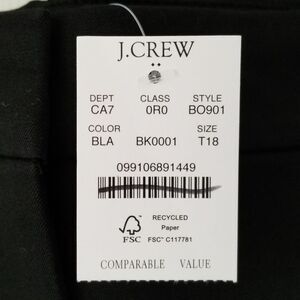 J.CREW
DEPT CLASS STYLE
CA7 0R0 BO901
COLOR SIZE
BLA BK0001 T18
099106891449
RECYCLED
Paper
FSC
FSC™ C117781
COMPARABLE VALUE